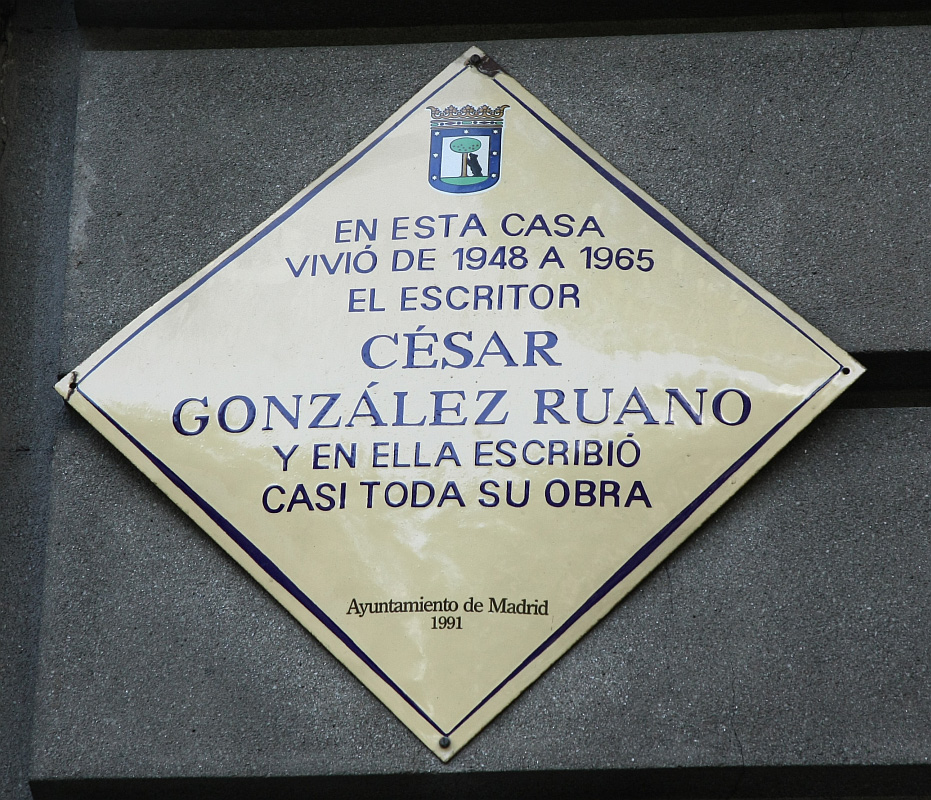 EN ESTA CASA
VIVIÓ DE 1948 A 1965
EL ESCRITOR
CÉSAR
GONZÁLEZ RUANO
Y EN ELLA ESCRIBIÓ
CASI TODA SU OBRA
Ayuntamiento de Madrid
1991